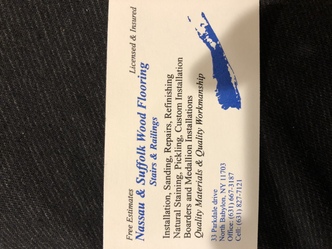 Free Estimates Licensed & Insured
Nassau & Suffolk Wood Flooring
Stairs & Railings
Installation, Sanding, Repairs, Refinishing
Natural Staining, Pickling, Custom Installation
Boarders and Medallion Installations
Quality Materials & Quality Workmanship
33 Parkdale drive
North Babylon, NY 11703
Office: (631) 667-3187
Cell: (631) 827-7121